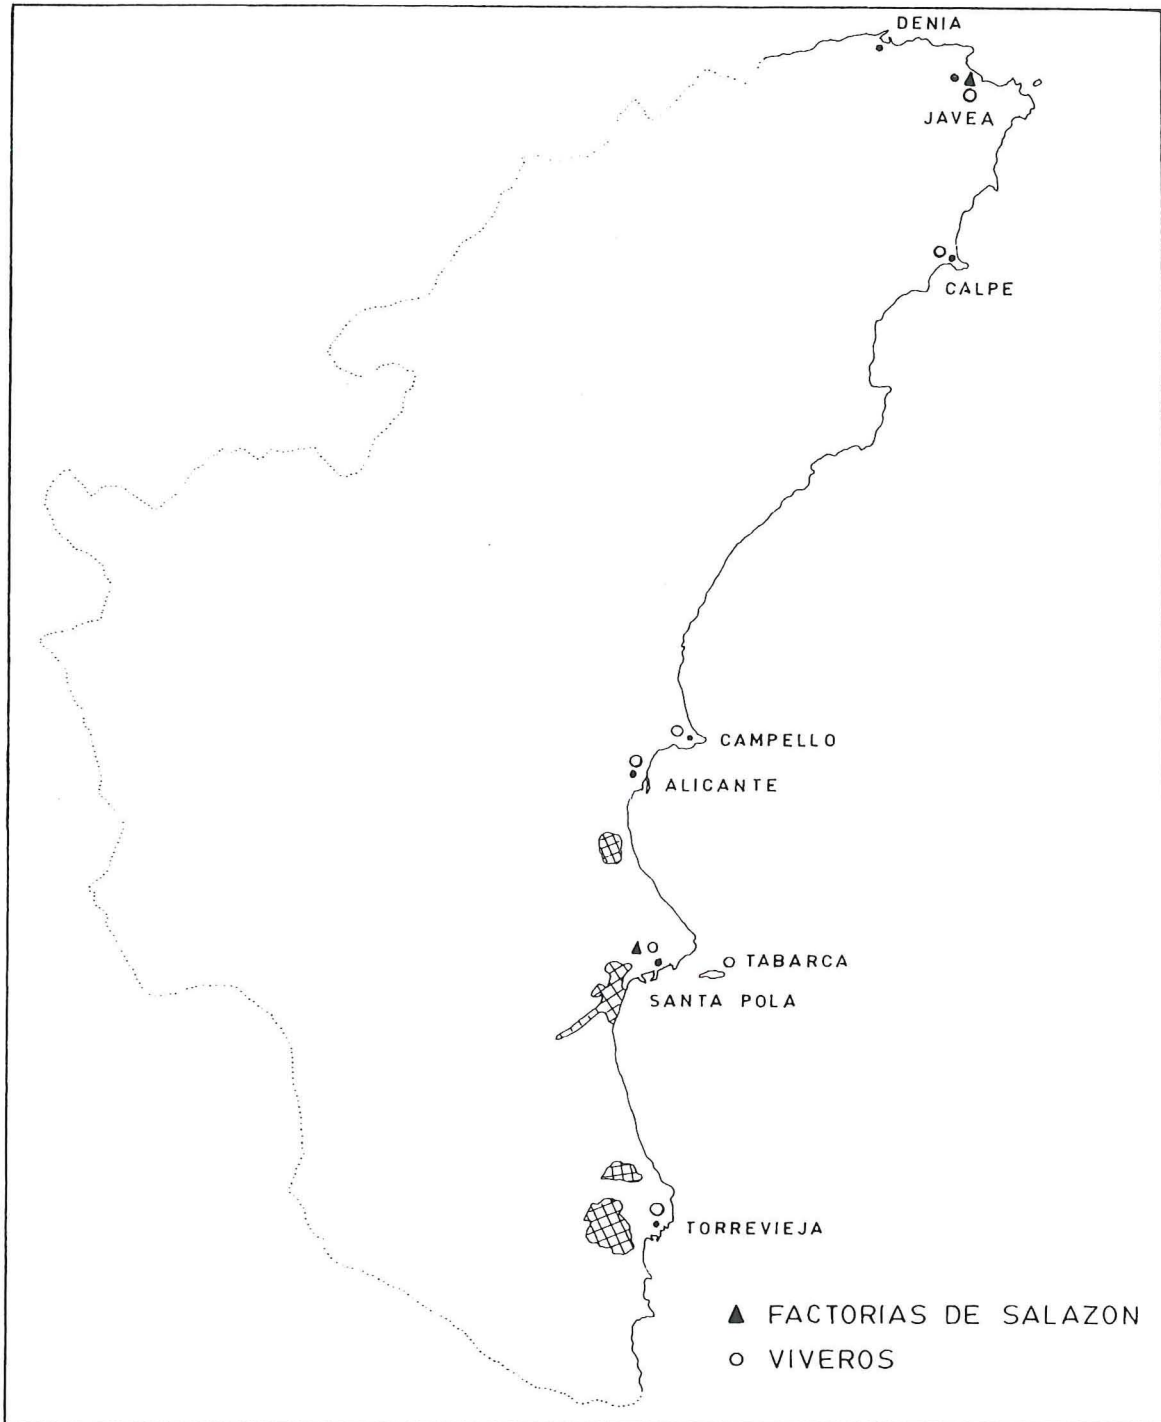 DENIA
JAVEA
CALPE
CAMPELLO
ALICANTE
TABARCA
SANTA POLA
TORREVIEJA
FACTORIAS DE SALAZON
VIVEROS